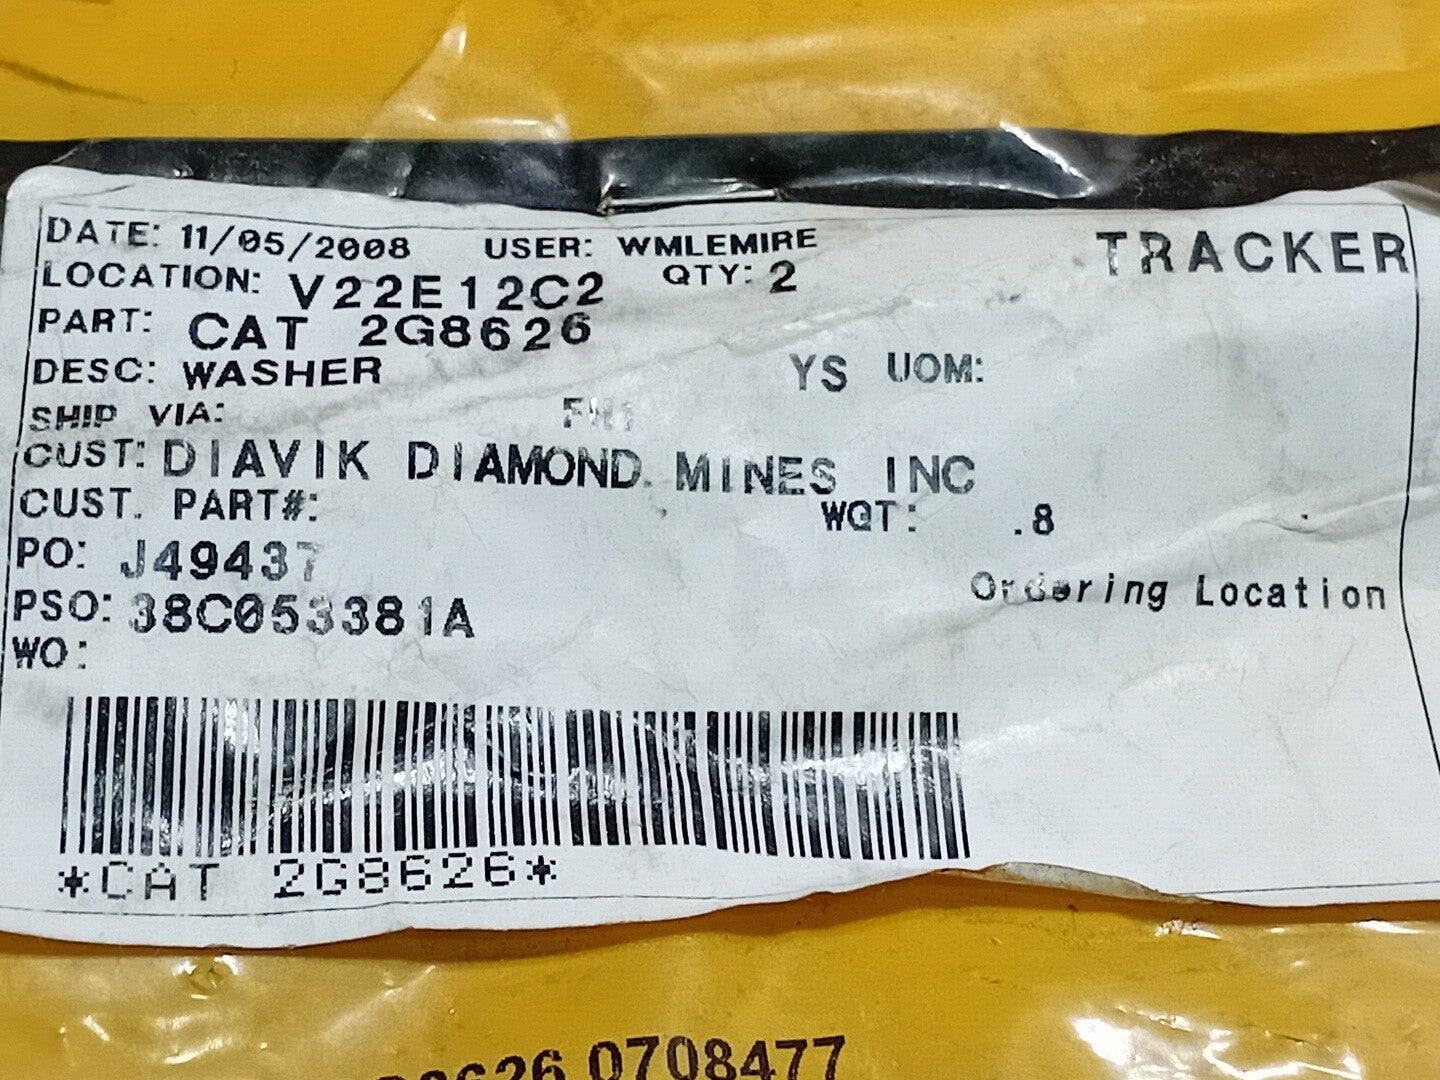 DATE: 11/05/2008 USER: WMLEMIRE TRACKER
LOCATION: V22E12C2 QTY: 2
PART: CAT 2G8626
DESC: WASHER YS UOM:
SHIP VIA:
CUST: DIAVIK DIAMOND MINES INC
CUST. PART#: WGT: .8
PO: J49437
PSO: 38C053381A Ordering Location
WO:
*CAT 2G8626*
0708477